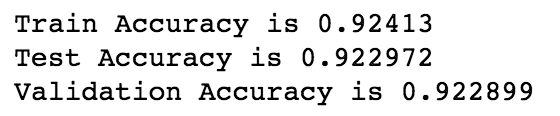 Train Accuracy is 0.92413
Test Accuracy is 0.922972
Validation Accuracy is 0.922899